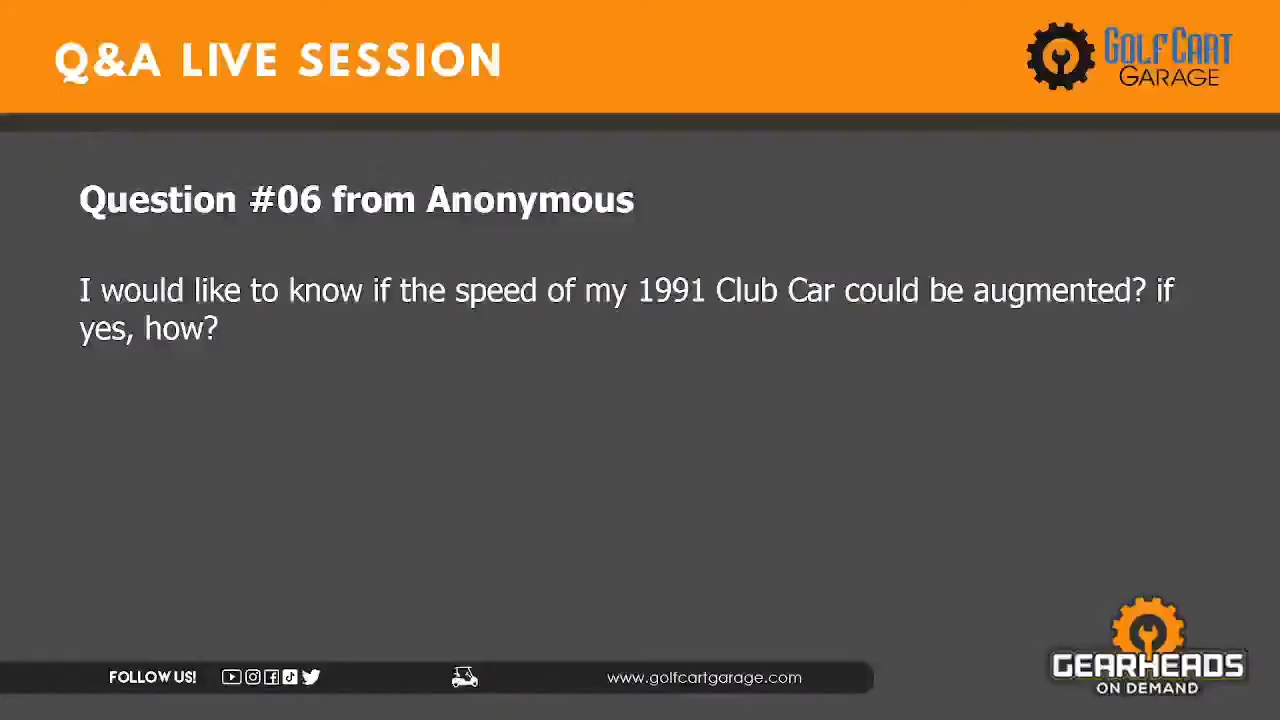 Q&A LIVE SESSION
GOLF CART
GARAGE
Question #06 from Anonymous
I would like to know if the speed of my 1991 Club Car could be augmented? if
yes, how?
GEARHEADS
ON DEMAND
FOLLOW US!
www.golfcartgarage.com